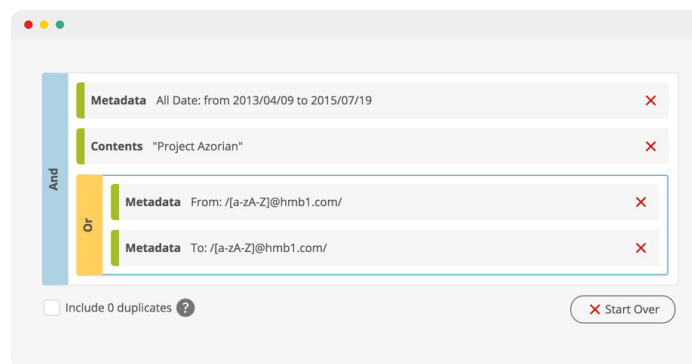 Metadata All Date: from 2013/04/09 to 2015/07/19
Contents "Project Azorian"
And
Or
Metadata From: /[a-zA-Z]@hmb1.com/
Metadata To: /[a-zA-Z]@hmb1.com/
Include 0 duplicates ?
Start Over